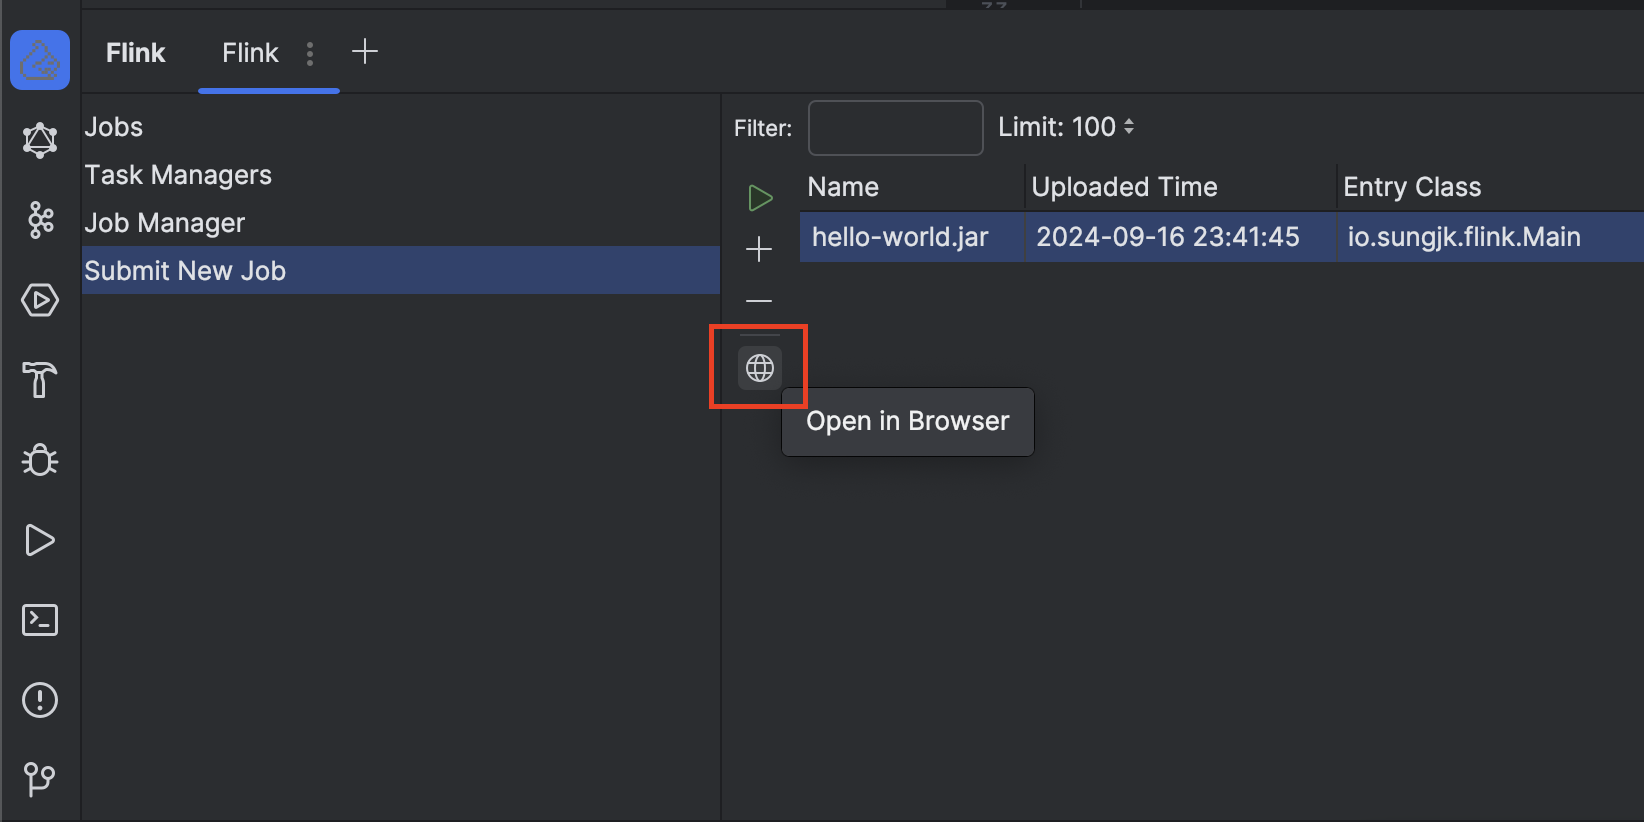 Flink
Flink
Jobs
Task Managers
Job Manager
Submit New Job
Filter:
Limit: 100
Name Uploaded Time Entry Class
hello-world.jar 2024-09-16 23:41:45 io.sungjk.flink.Main
Open in Browser